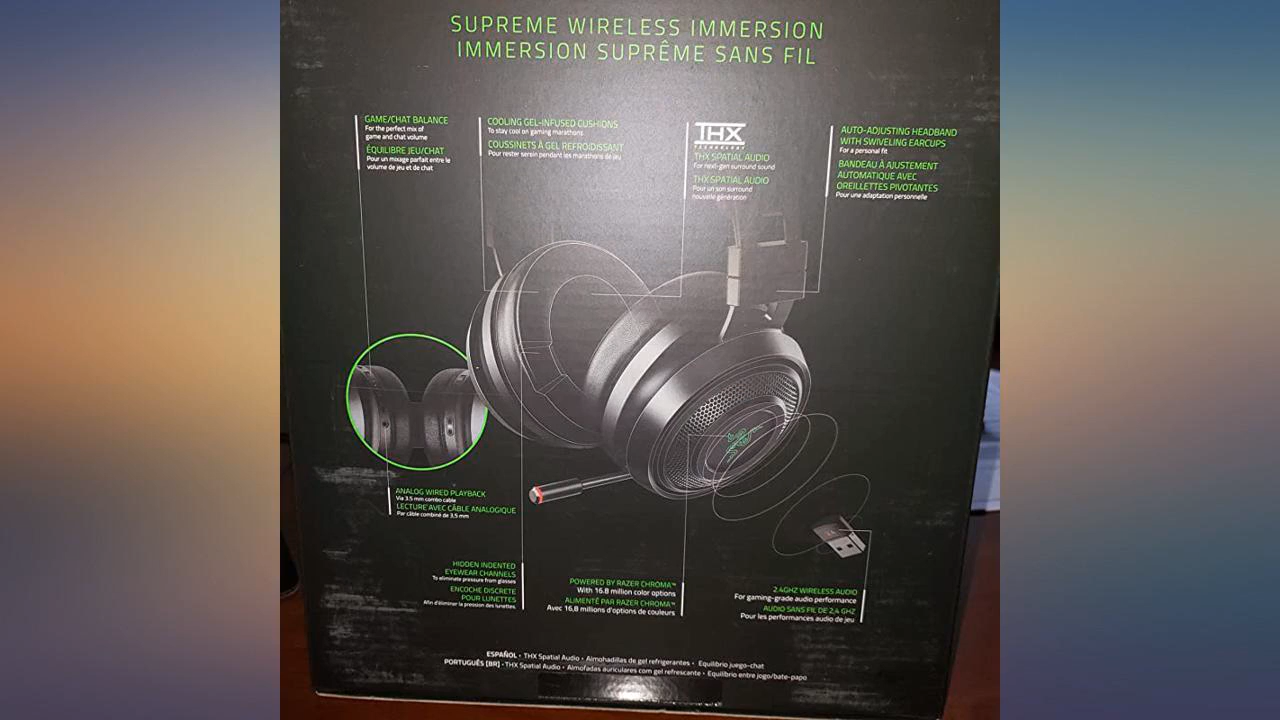 SUPREME WIRELESS IMMERSION
IMMERSION SUPRÊME SANS FIL
GAME/CHAT BALANCE
For the perfect mix of
game and chat volume
ÉQUILIBRE JEU/CHAT
Pour un mixage parfait entre le
volume de jeu et de chat
COOLING GEL-INFUSED CUSHIONS
To stay cool on gaming marathons
COUSSINETS À GEL REFROIDISSANT
Pour rester serein pendant les marathons de jeu
THX
TECHNOLOGY
THX SPATIAL AUDIO
For next-gen surround sound
THX SPATIAL AUDIO
Pour un son surround
nouvelle génération
AUTO-ADJUSTING HEADBAND
WITH SWIVELING EARCUPS
For a personal fit
BANDEAU À AJUSTEMENT
AUTOMATIQUE AVEC
OREILLETTES PIVOTANTES
Pour une adaptation personnelle
ANALOG WIRED PLAYBACK
Via 3.5 mm combo cable
LECTURE AVEC CÂBLE ANALOGIQUE
Par câble combiné de 3.5 mm
HIDDEN INDENTED
EYEWEAR CHANNELS
To eliminate pressure from glasses
ENCOCHE DISCRETE
POUR LUNETTES
Afin d'éliminer la pression des lunettes.
POWERED BY RAZER CHROMA™
With 16.8 million color options
ALIMENTÉ PAR RAZER CHROMA™
Avec 16,8 millions d'options de couleurs
2.4GHZ WIRELESS AUDIO
For gaming-grade audio performance
AUDIO SANS FIL DE 2,4 GHZ
Pour les performances audio de jeu
ESPAÑOL • THX Spatial Audio • Almohadillas de gel refrigerantes • Equilibrio juego-chat
PORTUGUÊS [BR] • THX Spatial Audio • Almofadas auriculares com gel refrescante • Equilíbrio entre jogo/bate-papo